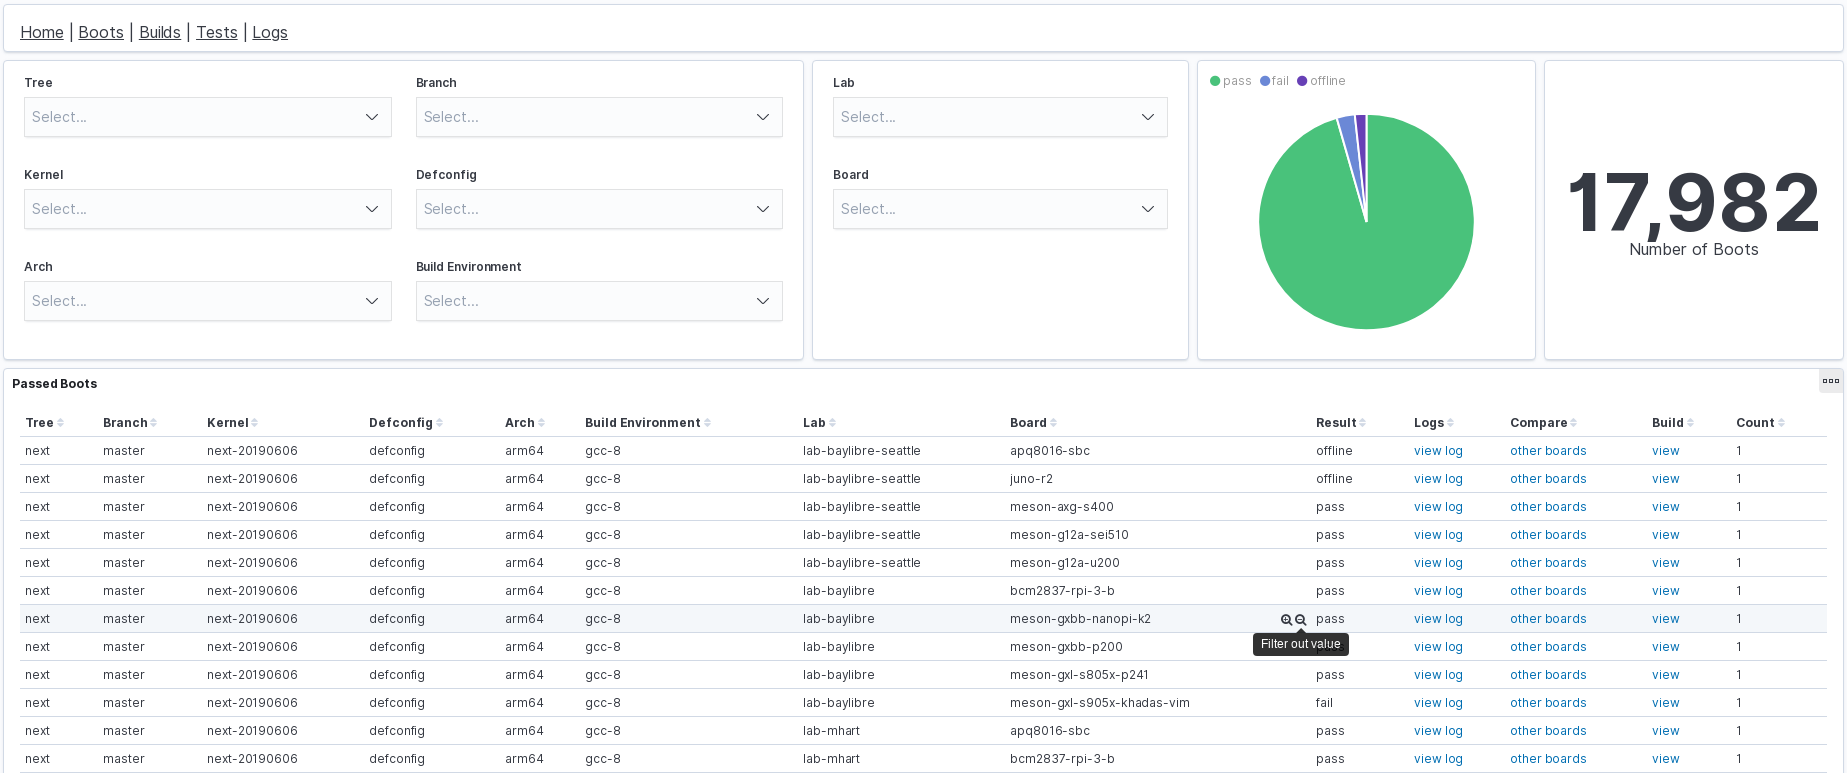 Home | Boots | Builds | Tests | Logs
Tree
Select...
Branch
Select...
Kernel
Select...
Defconfig
Select...
Arch
Select...
Build Environment
Select...
Lab
Select...
Board
Select...
pass fail offline
17,982
Number of Boots
Passed Boots
Tree Branch Kernel Defconfig Arch Build Environment Lab Board Result Logs Compare Build Count
next master next-20190606 defconfig arm64 gcc-8 lab-baylibre-seattle apq8016-sbc offline view log other boards view 1
next master next-20190606 defconfig arm64 gcc-8 lab-baylibre-seattle juno-r2 offline view log other boards view 1
next master next-20190606 defconfig arm64 gcc-8 lab-baylibre-seattle meson-axg-s400 pass view log other boards view 1
next master next-20190606 defconfig arm64 gcc-8 lab-baylibre-seattle meson-g12a-sei510 pass view log other boards view 1
next master next-20190606 defconfig arm64 gcc-8 lab-baylibre-seattle meson-g12a-u200 pass view log other boards view 1
next master next-20190606 defconfig arm64 gcc-8 lab-baylibre bcm2837-rpi-3-b pass view log other boards view 1
next master next-20190606 defconfig arm64 gcc-8 lab-baylibre meson-gxbb-nanopi-k2 pass view log other boards view 1
Filter out value
next master next-20190606 defconfig arm64 gcc-8 lab-baylibre meson-gxbb-p200 view log other boards view 1
next master next-20190606 defconfig arm64 gcc-8 lab-baylibre meson-gxl-s805x-p241 pass view log other boards view 1
next master next-20190606 defconfig arm64 gcc-8 lab-baylibre meson-gxl-s905x-khadas-vim fail view log other boards view 1
next master next-20190606 defconfig arm64 gcc-8 lab-mhart apq8016-sbc pass view log other boards view 1
next master next-20190606 defconfig arm64 gcc-8 lab-mhart bcm2837-rpi-3-b pass view log other boards view 1